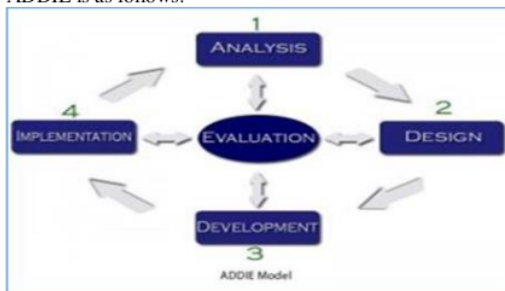 ADDIE is as follows:
1
ANALYSIS
4
2
IMPLEMENTATION
EVALUATION
DESIGN
DEVELOPMENT
3
ADDIE Model